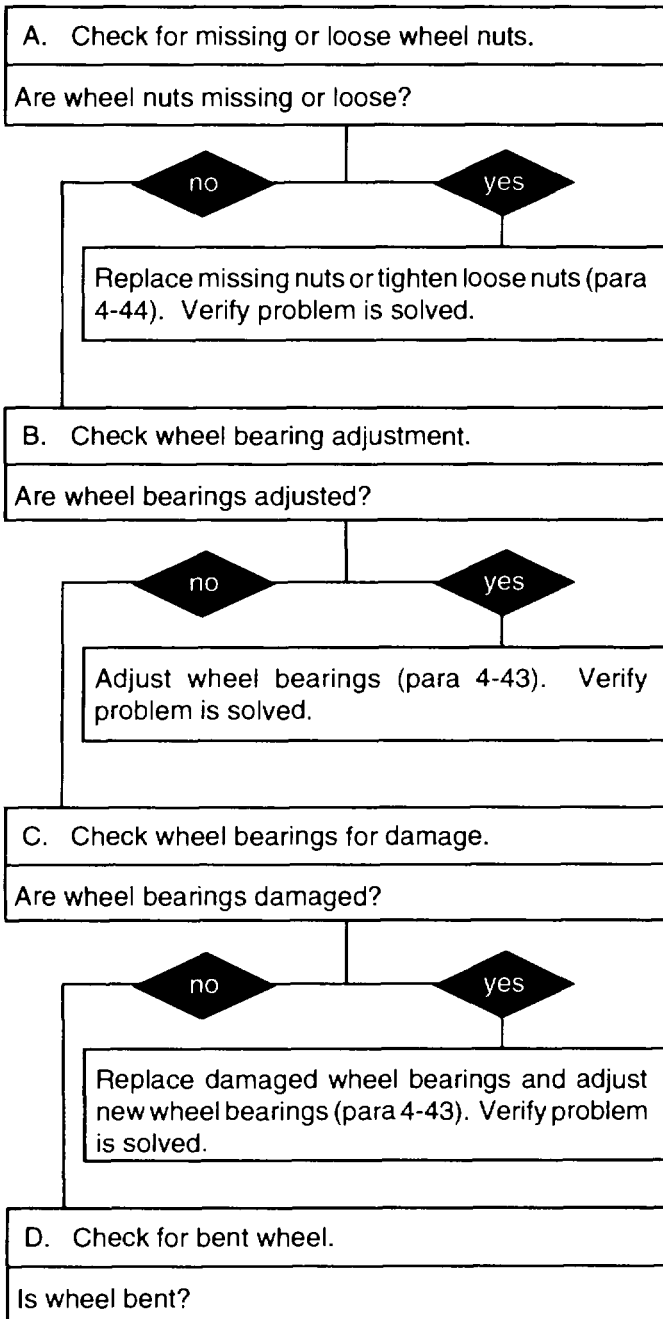 A. Check for missing or loose wheel nuts.
Are wheel nuts missing or loose?
no
yes
Replace missing nuts or tighten loose nuts (para
4-44). Verify problem is solved.
B. Check wheel bearing adjustment.
Are wheel bearings adjusted?
no
yes
Adjust wheel bearings (para 4-43). Verify
problem is solved.
C. Check wheel bearings for damage.
Are wheel bearings damaged?
no
yes
Replace damaged wheel bearings and adjust
new wheel bearings (para 4-43). Verify problem
is solved.
D. Check for bent wheel.
Is wheel bent?